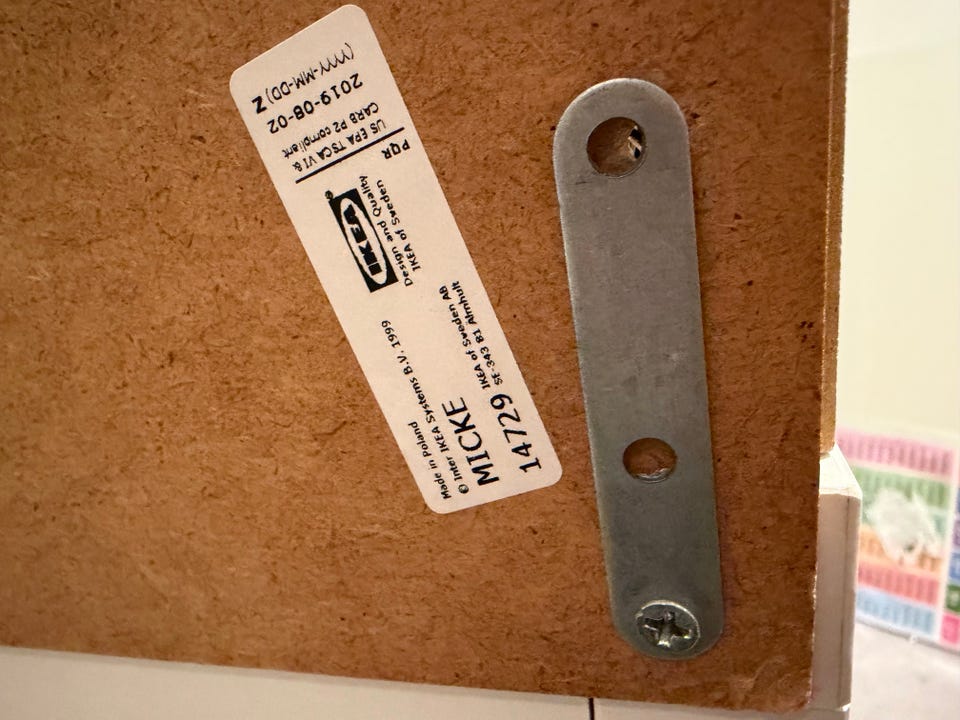 Made in Poland
© Inter IKEA Systems B.V. 1999
MICKE
14729 IKEA of Sweden AB
SE-343 81 Älmhult
IKEA®
Design and Quality
IKEA of Sweden
PQR
US EPA TSCA VI &
CARB P2 compliant
2019-08-02
(YYYY-MM-DD) Z